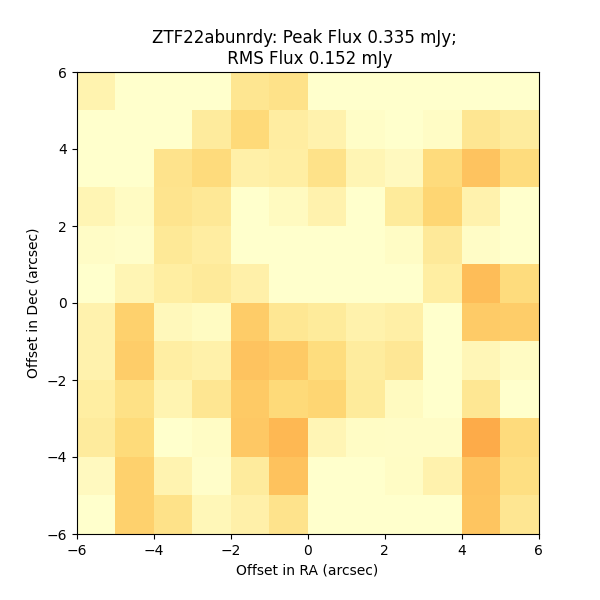 ZTF22abunrdy: Peak Flux 0.335 mJy;
RMS Flux 0.152 mJy
6
4
2
0
−2
−4
−6
Offset in Dec (arcsec)
−6 −4 −2 0 2 4 6
Offset in RA (arcsec)